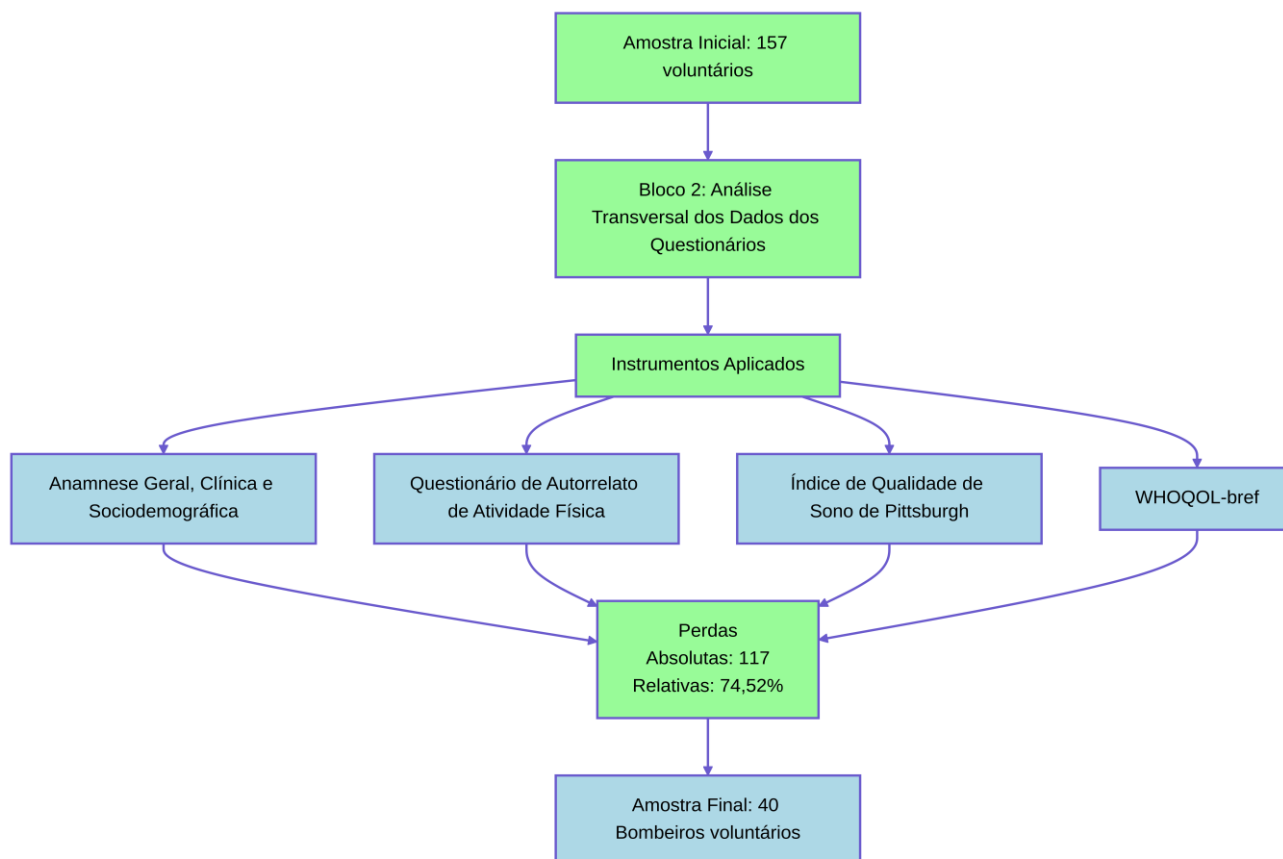 Amostra Inicial: 157
voluntários
Bloco 2: Análise
Transversal dos Dados dos
Questionários
Instrumentos Aplicados
Anamnese Geral, Clínica e
Sociodemográfica
Questionário de Autorrelato
de Atividade Física
Índice de Qualidade de
Sono de Pittsburgh
WHOQOL-bref
Perdas
Absolutas: 117
Relativas: 74,52%
Amostra Final: 40
Bombeiros voluntários